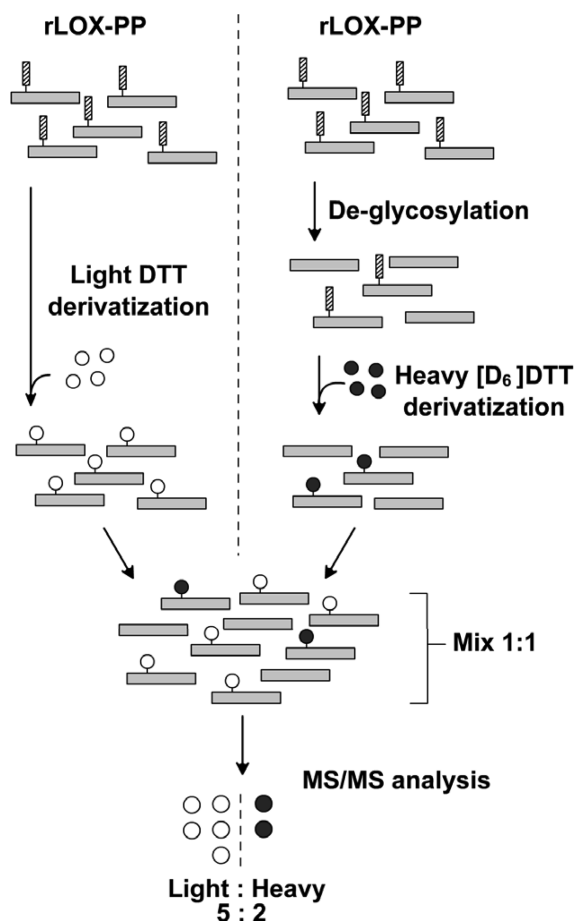 rLOX-PP
rLOX-PP
De-glycosylation
Light DTT
derivatization
Heavy [D₆]DTT
derivatization
Mix 1:1
MS/MS analysis
Light : Heavy
5 : 2